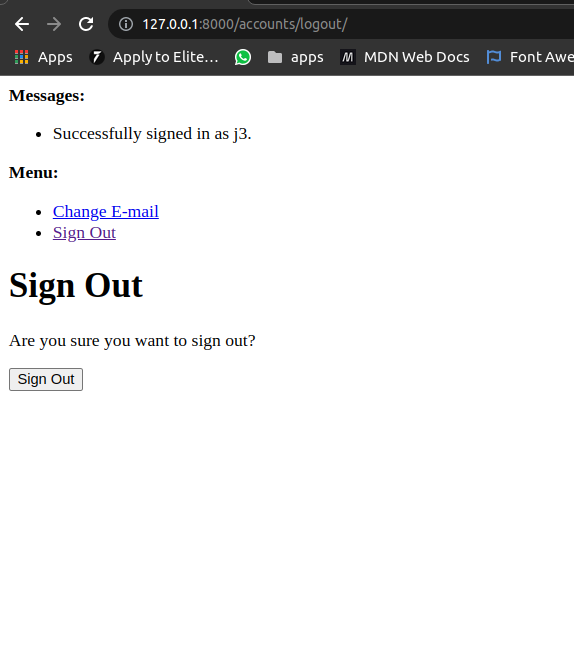 127.0.0.1:8000/accounts/logout/
Apps Apply to Elite… apps MDN Web Docs Font Awe
Messages:
Successfully signed in as j3.
Menu:
Change E-mail
Sign Out
Sign Out
Are you sure you want to sign out?
Sign Out